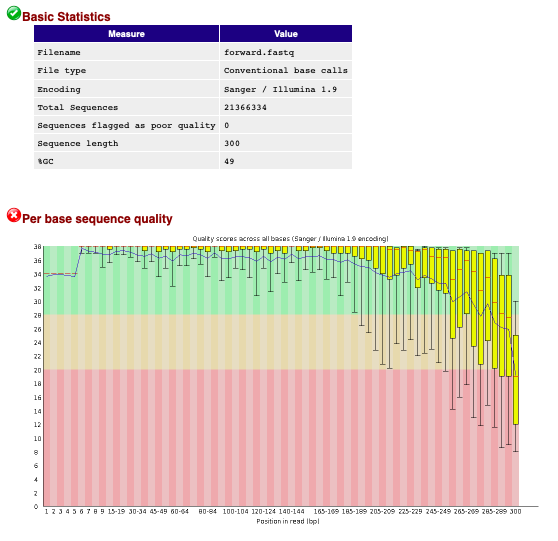 Basic Statistics
Measure Value
Filename forward.fastq
File type Conventional base calls
Encoding Sanger / Illumina 1.9
Total Sequences 21366334
Sequences flagged as poor quality 0
Sequence length 300
%GC 49
Per base sequence quality
Quality scores across all bases (Sanger / Illumina 1.9 encoding)
38
36
34
32
30
28
26
24
22
20
18
16
14
12
10
8
6
4
2
0
1 2 3 4 5 6 7 8 9 15-19 30-34 45-49 60-64 80-84 100-104 120-124 140-144 165-169 185-189 205-209 225-229 245-249 265-269 285-289 300
Position in read (bp)